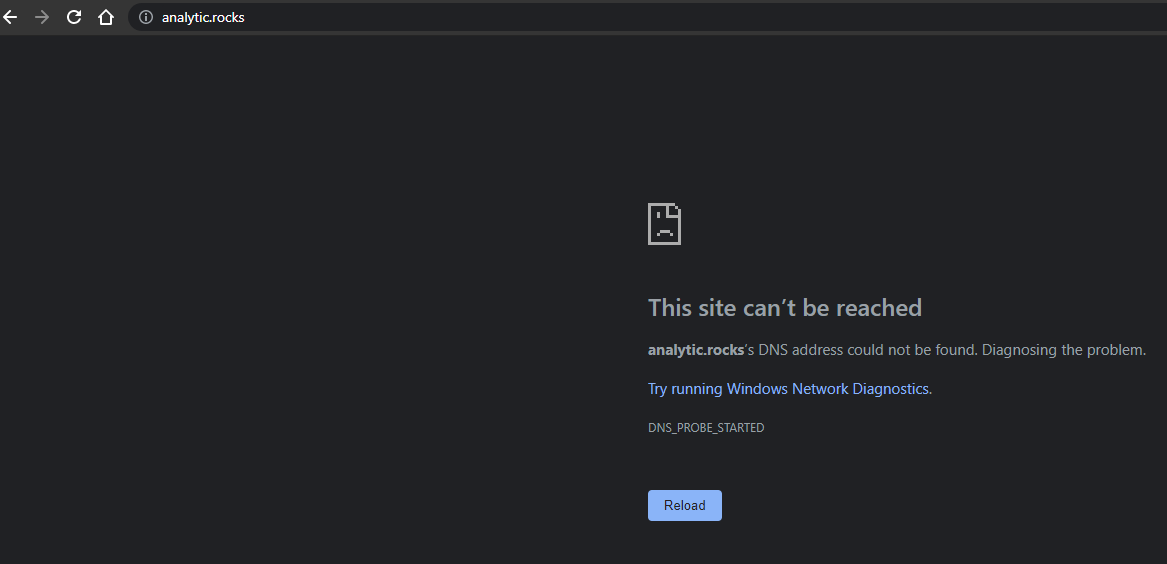 analytic.rocks
This site can’t be reached
analytic.rocks’s DNS address could not be found. Diagnosing the problem.
Try running Windows Network Diagnostics.
DNS_PROBE_STARTED
Reload